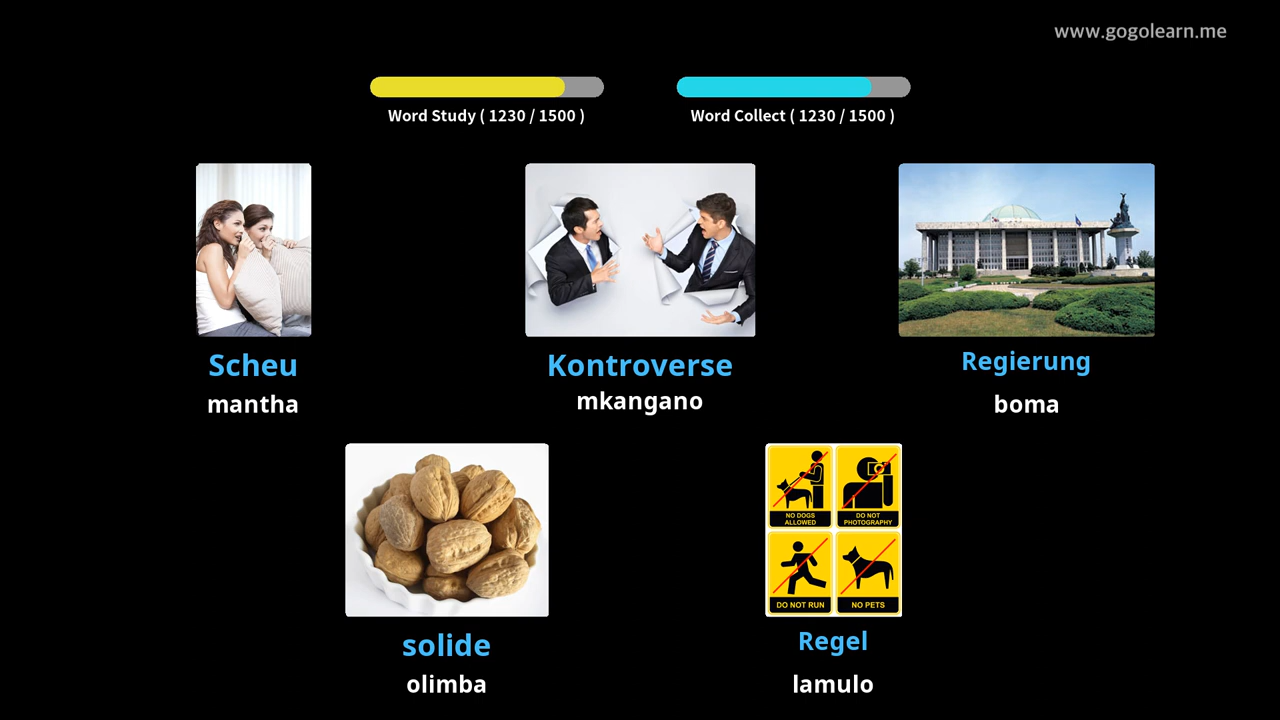 www.gogolearn.me
Word Study ( 1230 / 1500 )
Word Collect ( 1230 / 1500 )
Scheu
mantha
Kontroverse
mkangano
Regierung
boma
NO DOGS
ALLOWED
DO NOT
PHOTOGRAPHY
DO NOT RUN
NO PETS
solide
olimba
Regel
lamulo